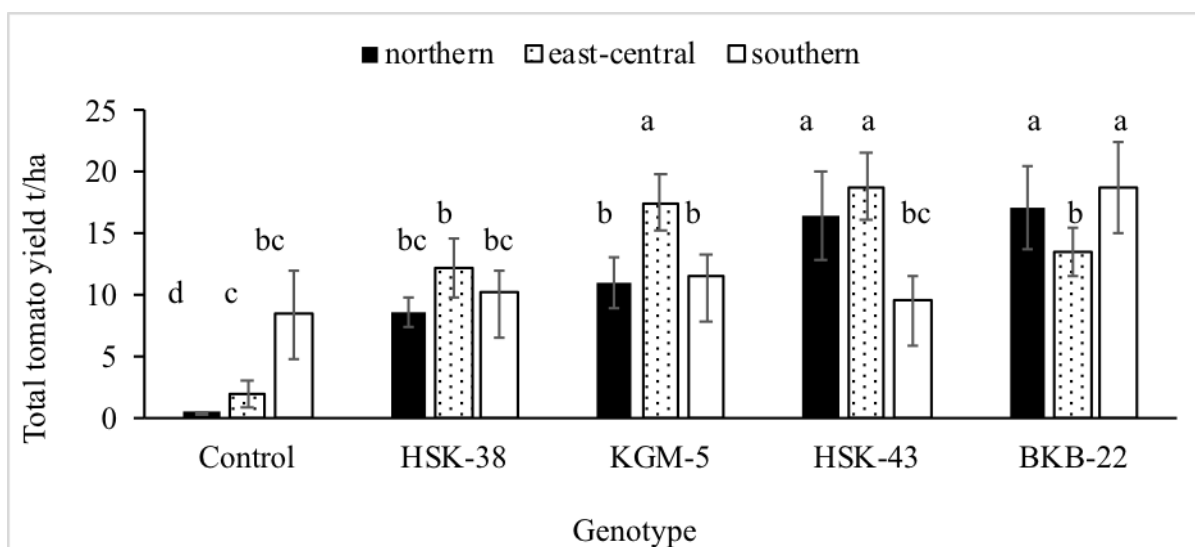 northern east-central southern
Total tomato yield t/ha
25
20
15
10
5
0
d c bc
bc b bc
b a b
a a bc
a b a
Control HSK-38 KGM-5 HSK-43 BKB-22
Genotype